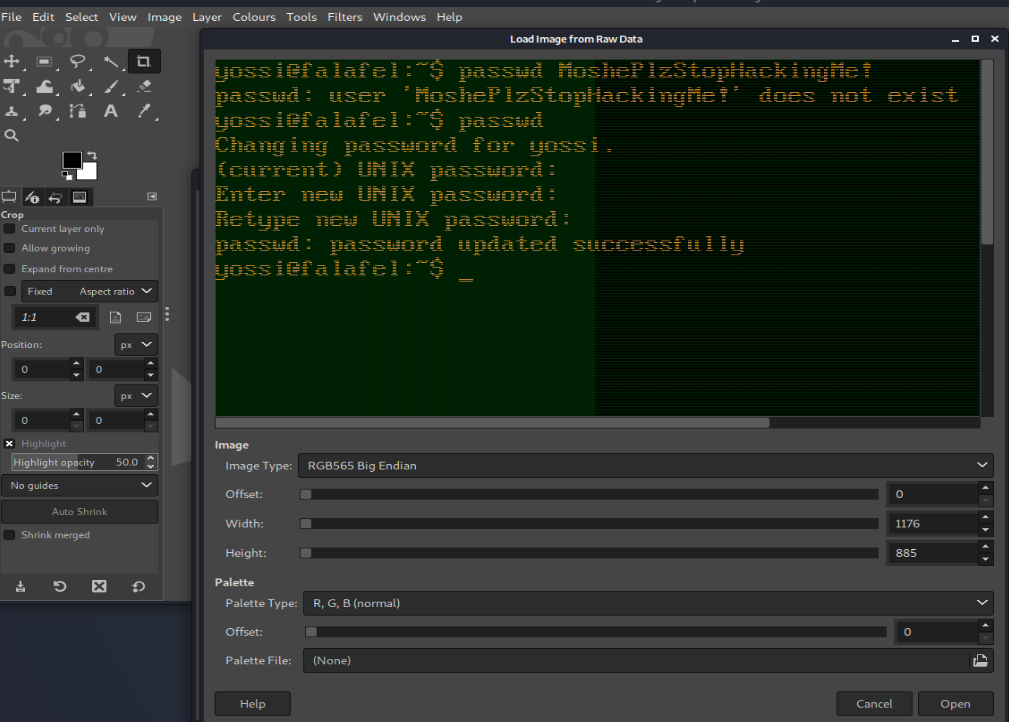 File Edit Select View Image Layer Colours Tools Filters Windows Help
Load Image from Raw Data
yossi@falafel:~$ passwd MoshePlzStopHackingMe!
passwd: user 'MoshePlzStopHackingMe!' does not exist
yossi@falafel:~$ passwd
Changing password for yossi.
(current) UNIX password:
Enter new UNIX password:
Retype new UNIX password:
passwd: password updated successfully
yossi@falafel:~$ _
Crop
Current layer only
Allow growing
Expand from centre
Fixed Aspect ratio
1:1
Position: px
0 0
Size: px
0 0
Highlight
Highlight opacity 50.0
No guides
Auto Shrink
Shrink merged
Image
Image Type: RGB565 Big Endian
Offset: 0
Width: 1176
Height: 885
Palette
Palette Type: R, G, B (normal)
Offset: 0
Palette File: (None)
Help Cancel Open